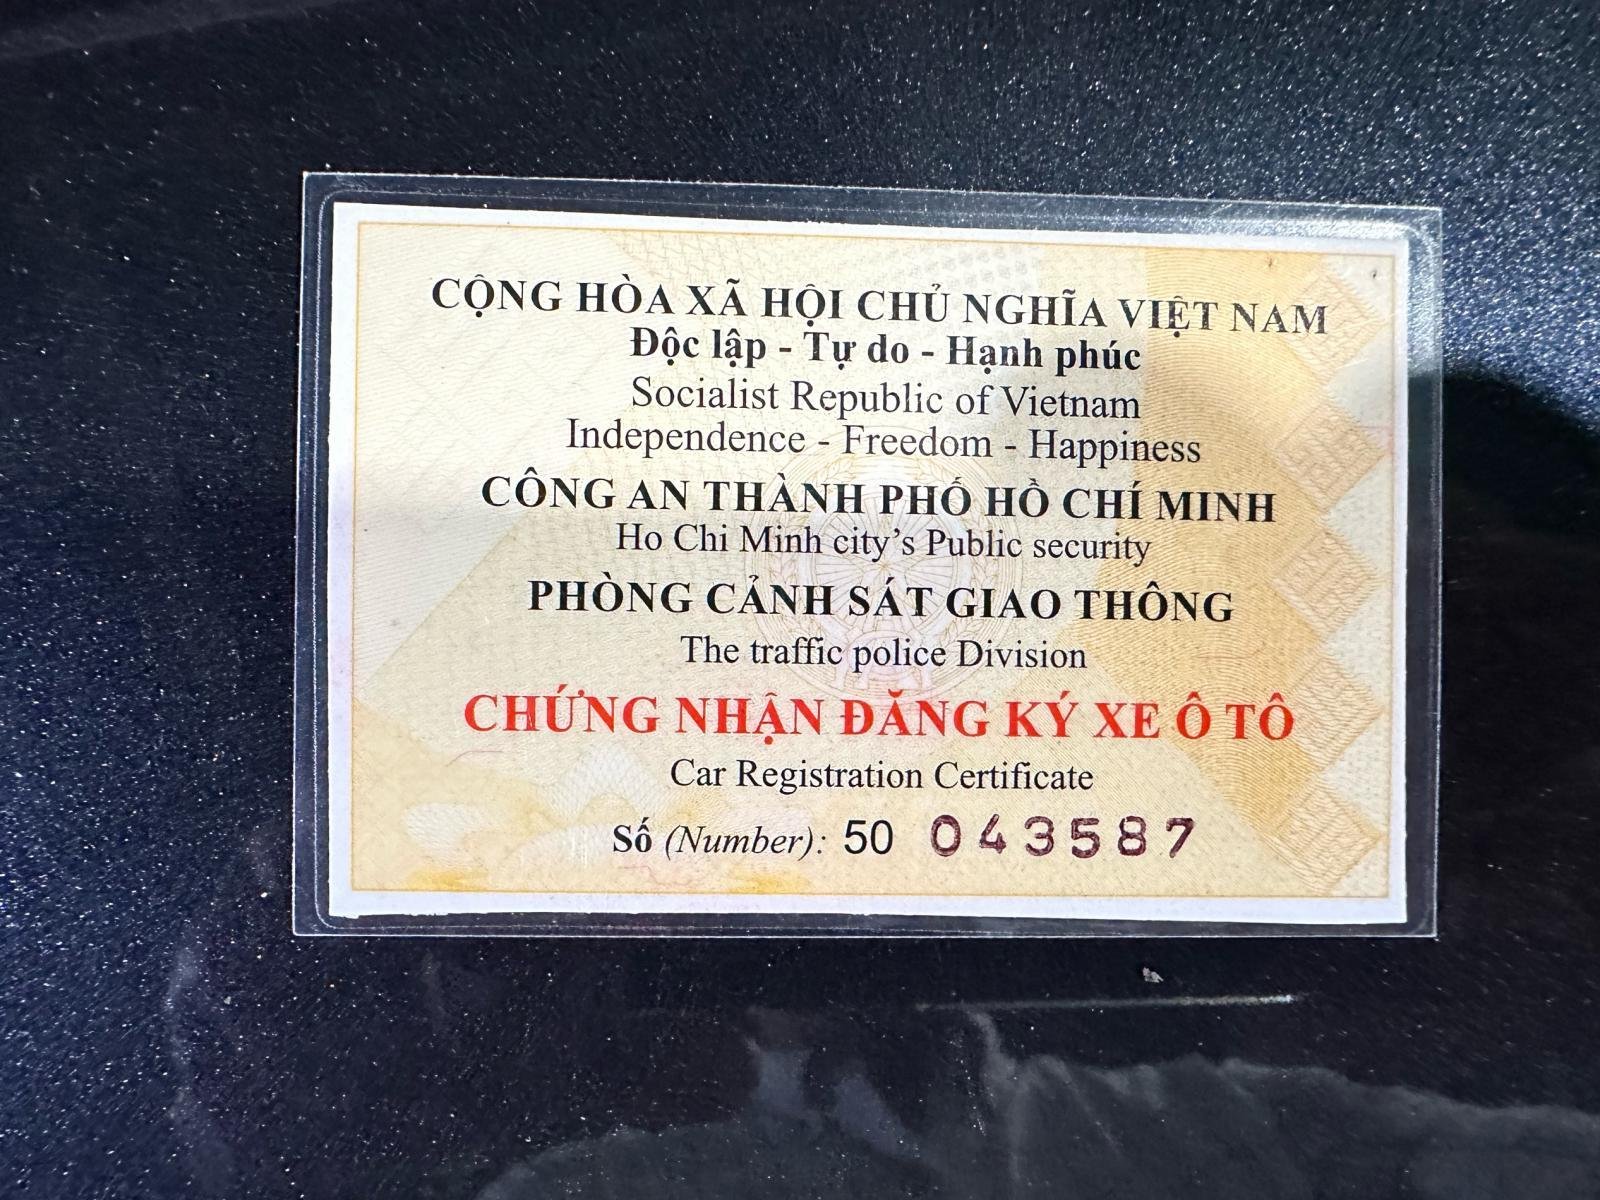 CỘNG HÒA XÃ HỘI CHỦ NGHĨA VIỆT NAM
Độc lập - Tự do - Hạnh phúc
Socialist Republic of Vietnam
Independence - Freedom - Happiness
CÔNG AN THÀNH PHỐ HỒ CHÍ MINH
Ho Chi Minh city’s Public security
PHÒNG CẢNH SÁT GIAO THÔNG
The traffic police Division
CHỨNG NHẬN ĐĂNG KÝ XE Ô TÔ
Car Registration Certificate
Số (Number): 50 043587